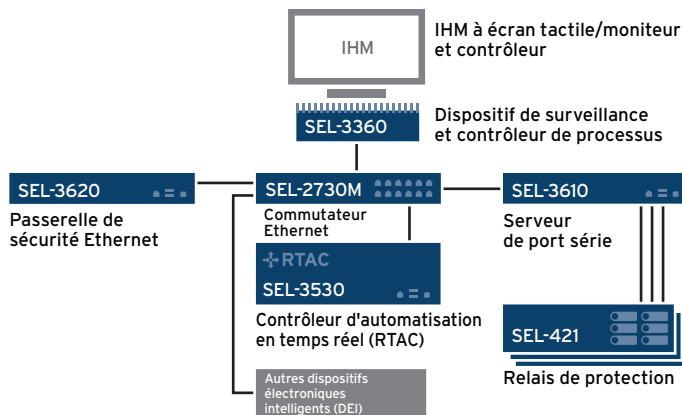 IHM
IHM à écran tactile/moniteur
et contrôleur
SEL-3360
Dispositif de surveillance
et contrôleur de processus
SEL-3620
Passerelle de
sécurité Ethernet
SEL-2730M
Commutateur
Ethernet
SEL-3610
Serveur
de port série
RTAC
SEL-3530
Contrôleur d'automatisation
en temps réel (RTAC)
SEL-421
Relais de protection
Autres dispositifs
électroniques
intelligents (DEI)